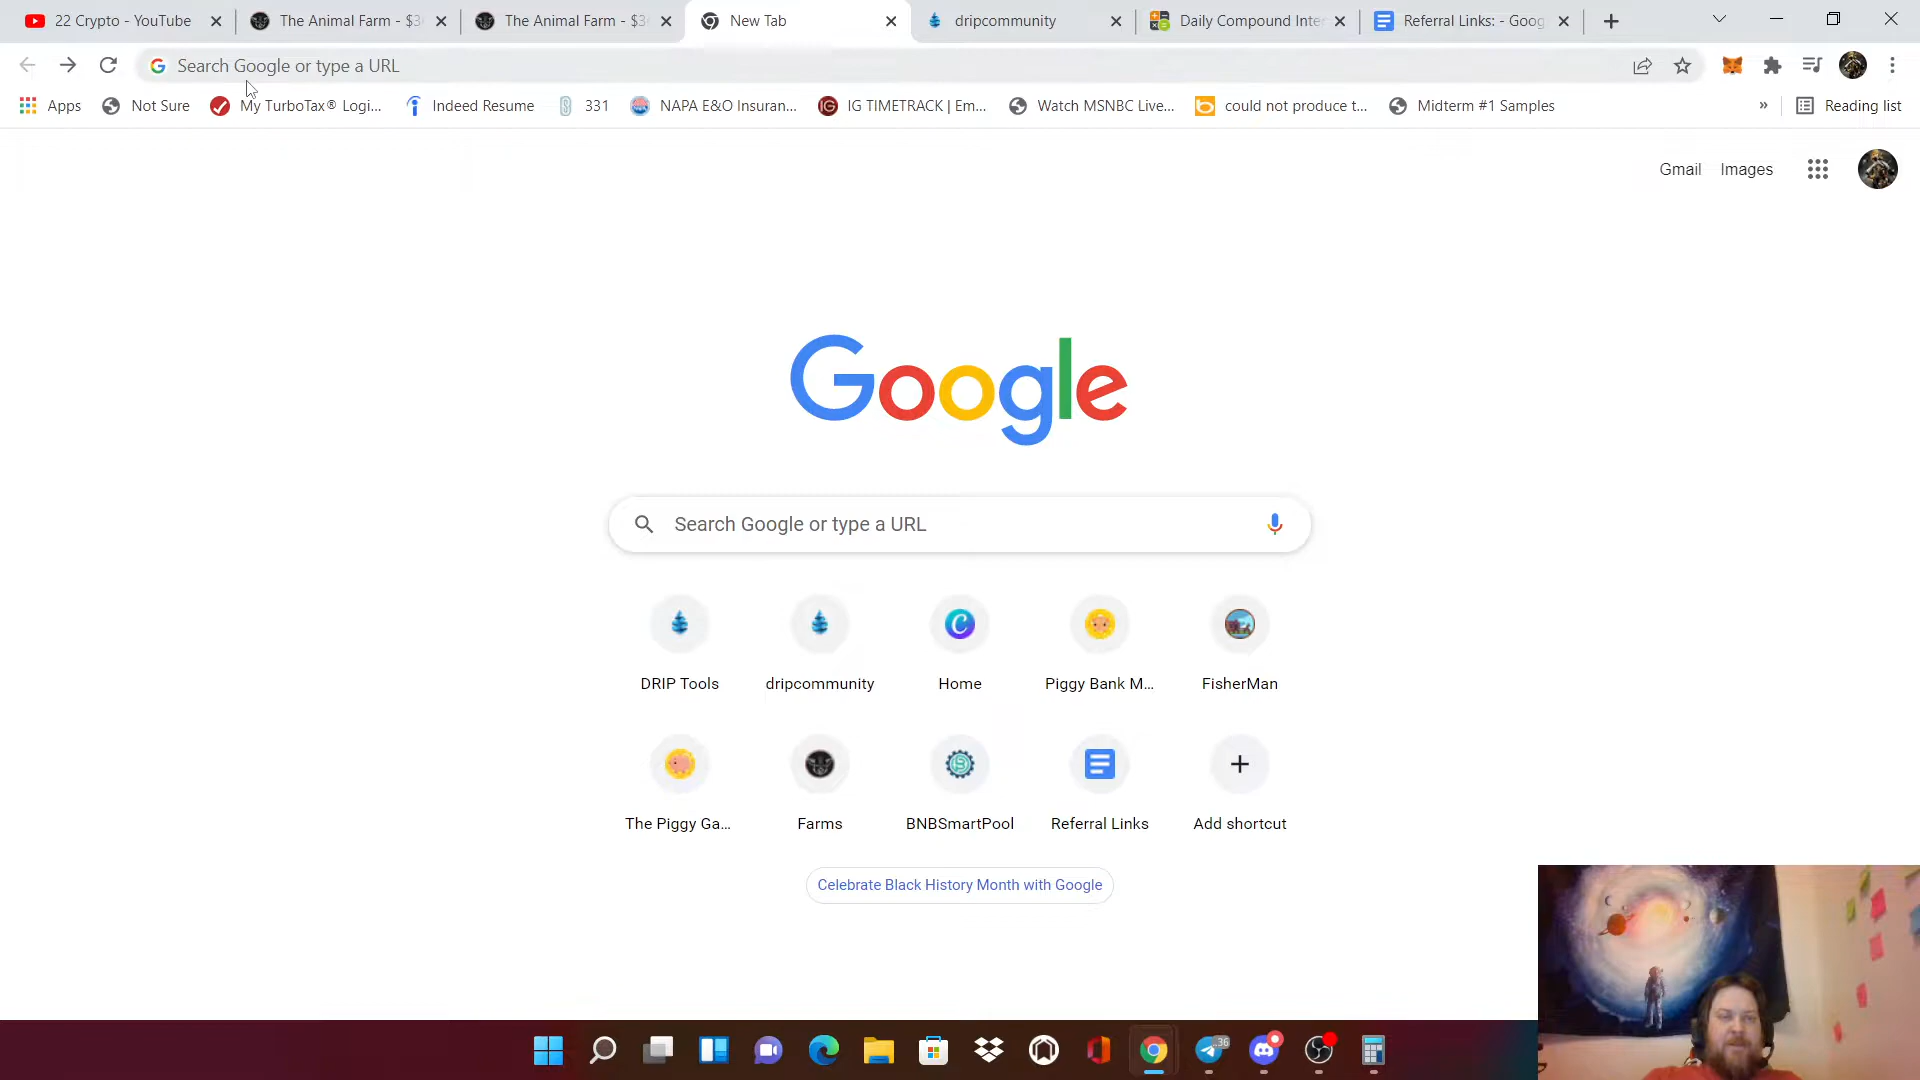 22 Crypto - YouTube
The Animal Farm - $3
The Animal Farm - $3
New Tab
dripcommunity
Daily Compound Inter
Referral Links: - Goog
Search Google or type a URL
Apps
Not Sure
My TurboTax® Logi...
Indeed Resume
331
NAPA E&O Insuran...
IG TIMETRACK | Em...
Watch MSNBC Live...
could not produce t...
Midterm #1 Samples
»
Reading list
Gmail
Images
Google
Search Google or type a URL
DRIP Tools
dripcommunity
Home
Piggy Bank M...
FisherMan
The Piggy Ga...
Farms
BNBSmartPool
Referral Links
Add shortcut
Celebrate Black History Month with Google
36